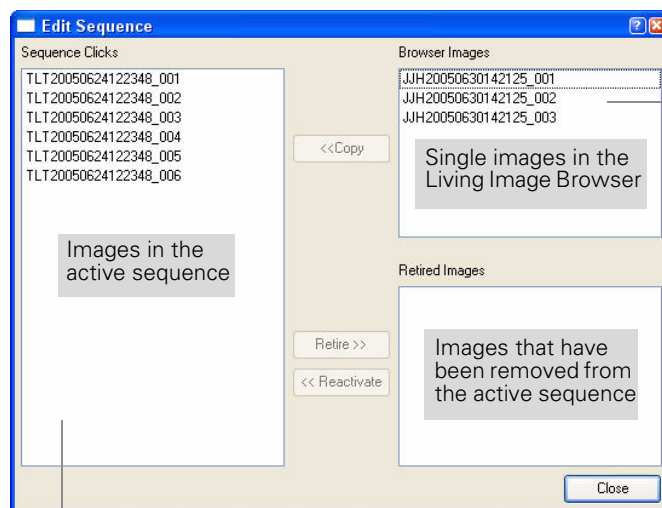 Edit Sequence
Sequence Clicks
TLT20050624122348_001
TLT20050624122348_002
TLT20050624122348_003
TLT20050624122348_004
TLT20050624122348_005
TLT20050624122348_006
Images in the
active sequence
<<Copy
Retire >>
<< Reactivate
Browser Images
JJH20050630142125_001
JJH20050630142125_002
JJH20050630142125_003
Single images in the
Living Image Browser
Retired Images
Images that have
been removed from
the active sequence
Close